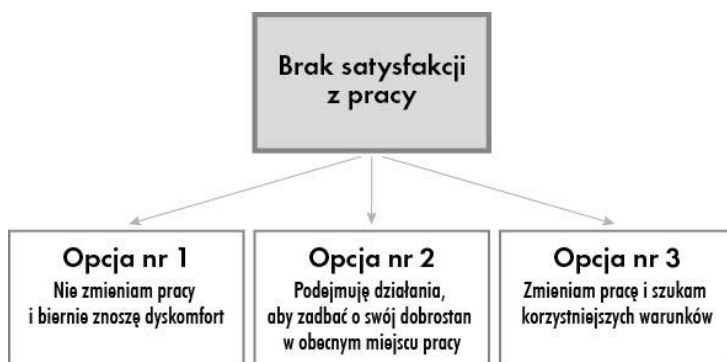 Brak satysfakcji
z pracy
Opcja nr 1
Nie zmieniam pracy
i biernie znoszę dyskomfort
Opcja nr 2
Podejmuję działania,
aby zadbać o swój dobrostan
w obecnym miejscu pracy
Opcja nr 3
Zmieniam pracę i szukam
korzystniejszych warunków